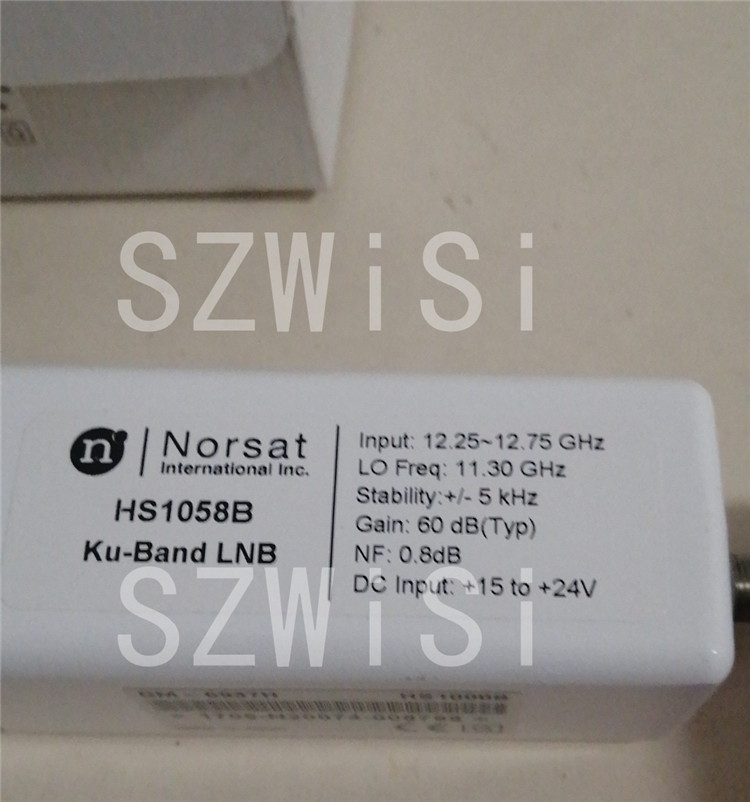 SZWiSi
n | Norsat
International Inc.
HS1058B
Ku-Band LNB
Input: 12.25~12.75 GHz
LO Freq: 11.30 GHz
Stability:+/- 5 kHz
Gain: 60 dB(Typ)
NF: 0.8dB
DC Input: +15 to +24V
SZWiSi
CE